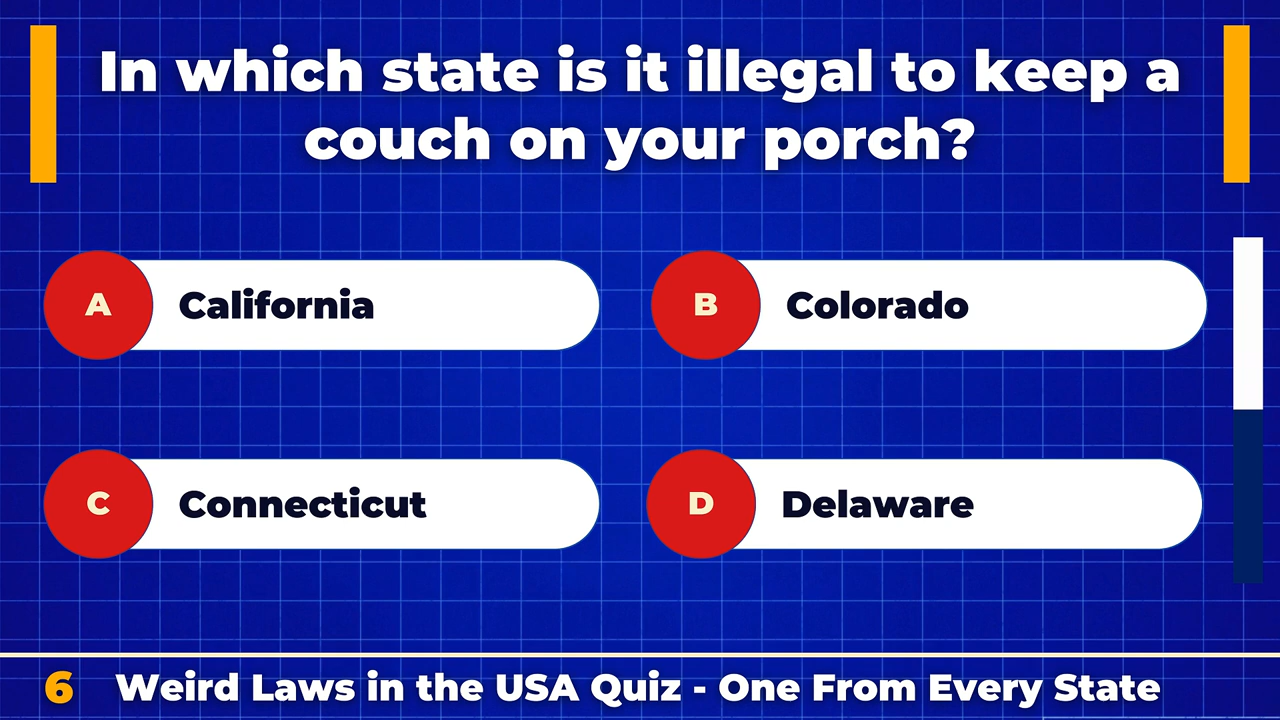 In which state is it illegal to keep a
couch on your porch?
A California
B Colorado
C Connecticut
D Delaware
6 Weird Laws in the USA Quiz - One From Every State